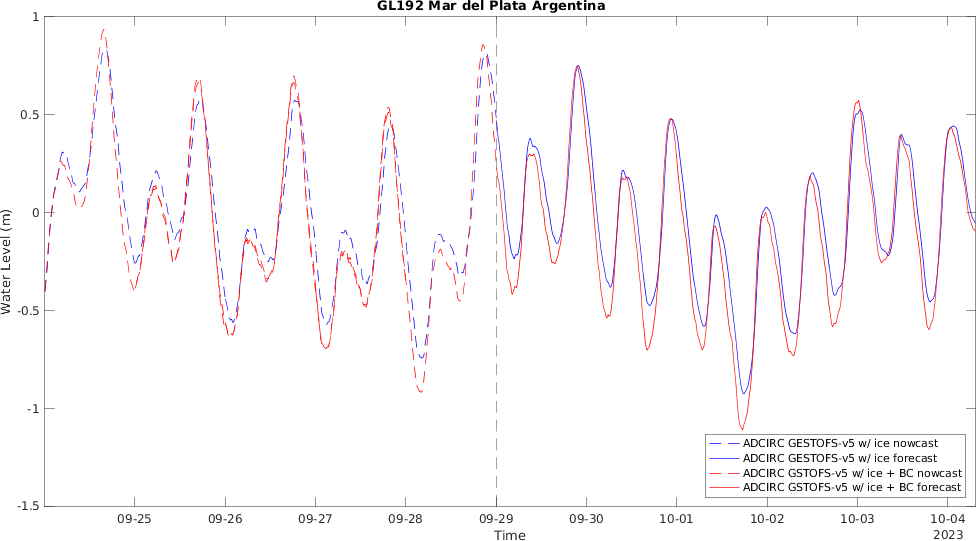 GL192 Mar del Plata Argentina
1
0.5
0
-0.5
-1
-1.5
Water Level (m)
ADCIRC GESTOFS-v5 w/ ice nowcast
ADCIRC GESTOFS-v5 w/ ice forecast
ADCIRC GSTOFS-v5 w/ ice + BC nowcast
ADCIRC GSTOFS-v5 w/ ice + BC forecast
09-25 09-26 09-27 09-28 09-29 09-30 10-01 10-02 10-03 10-04
Time 2023